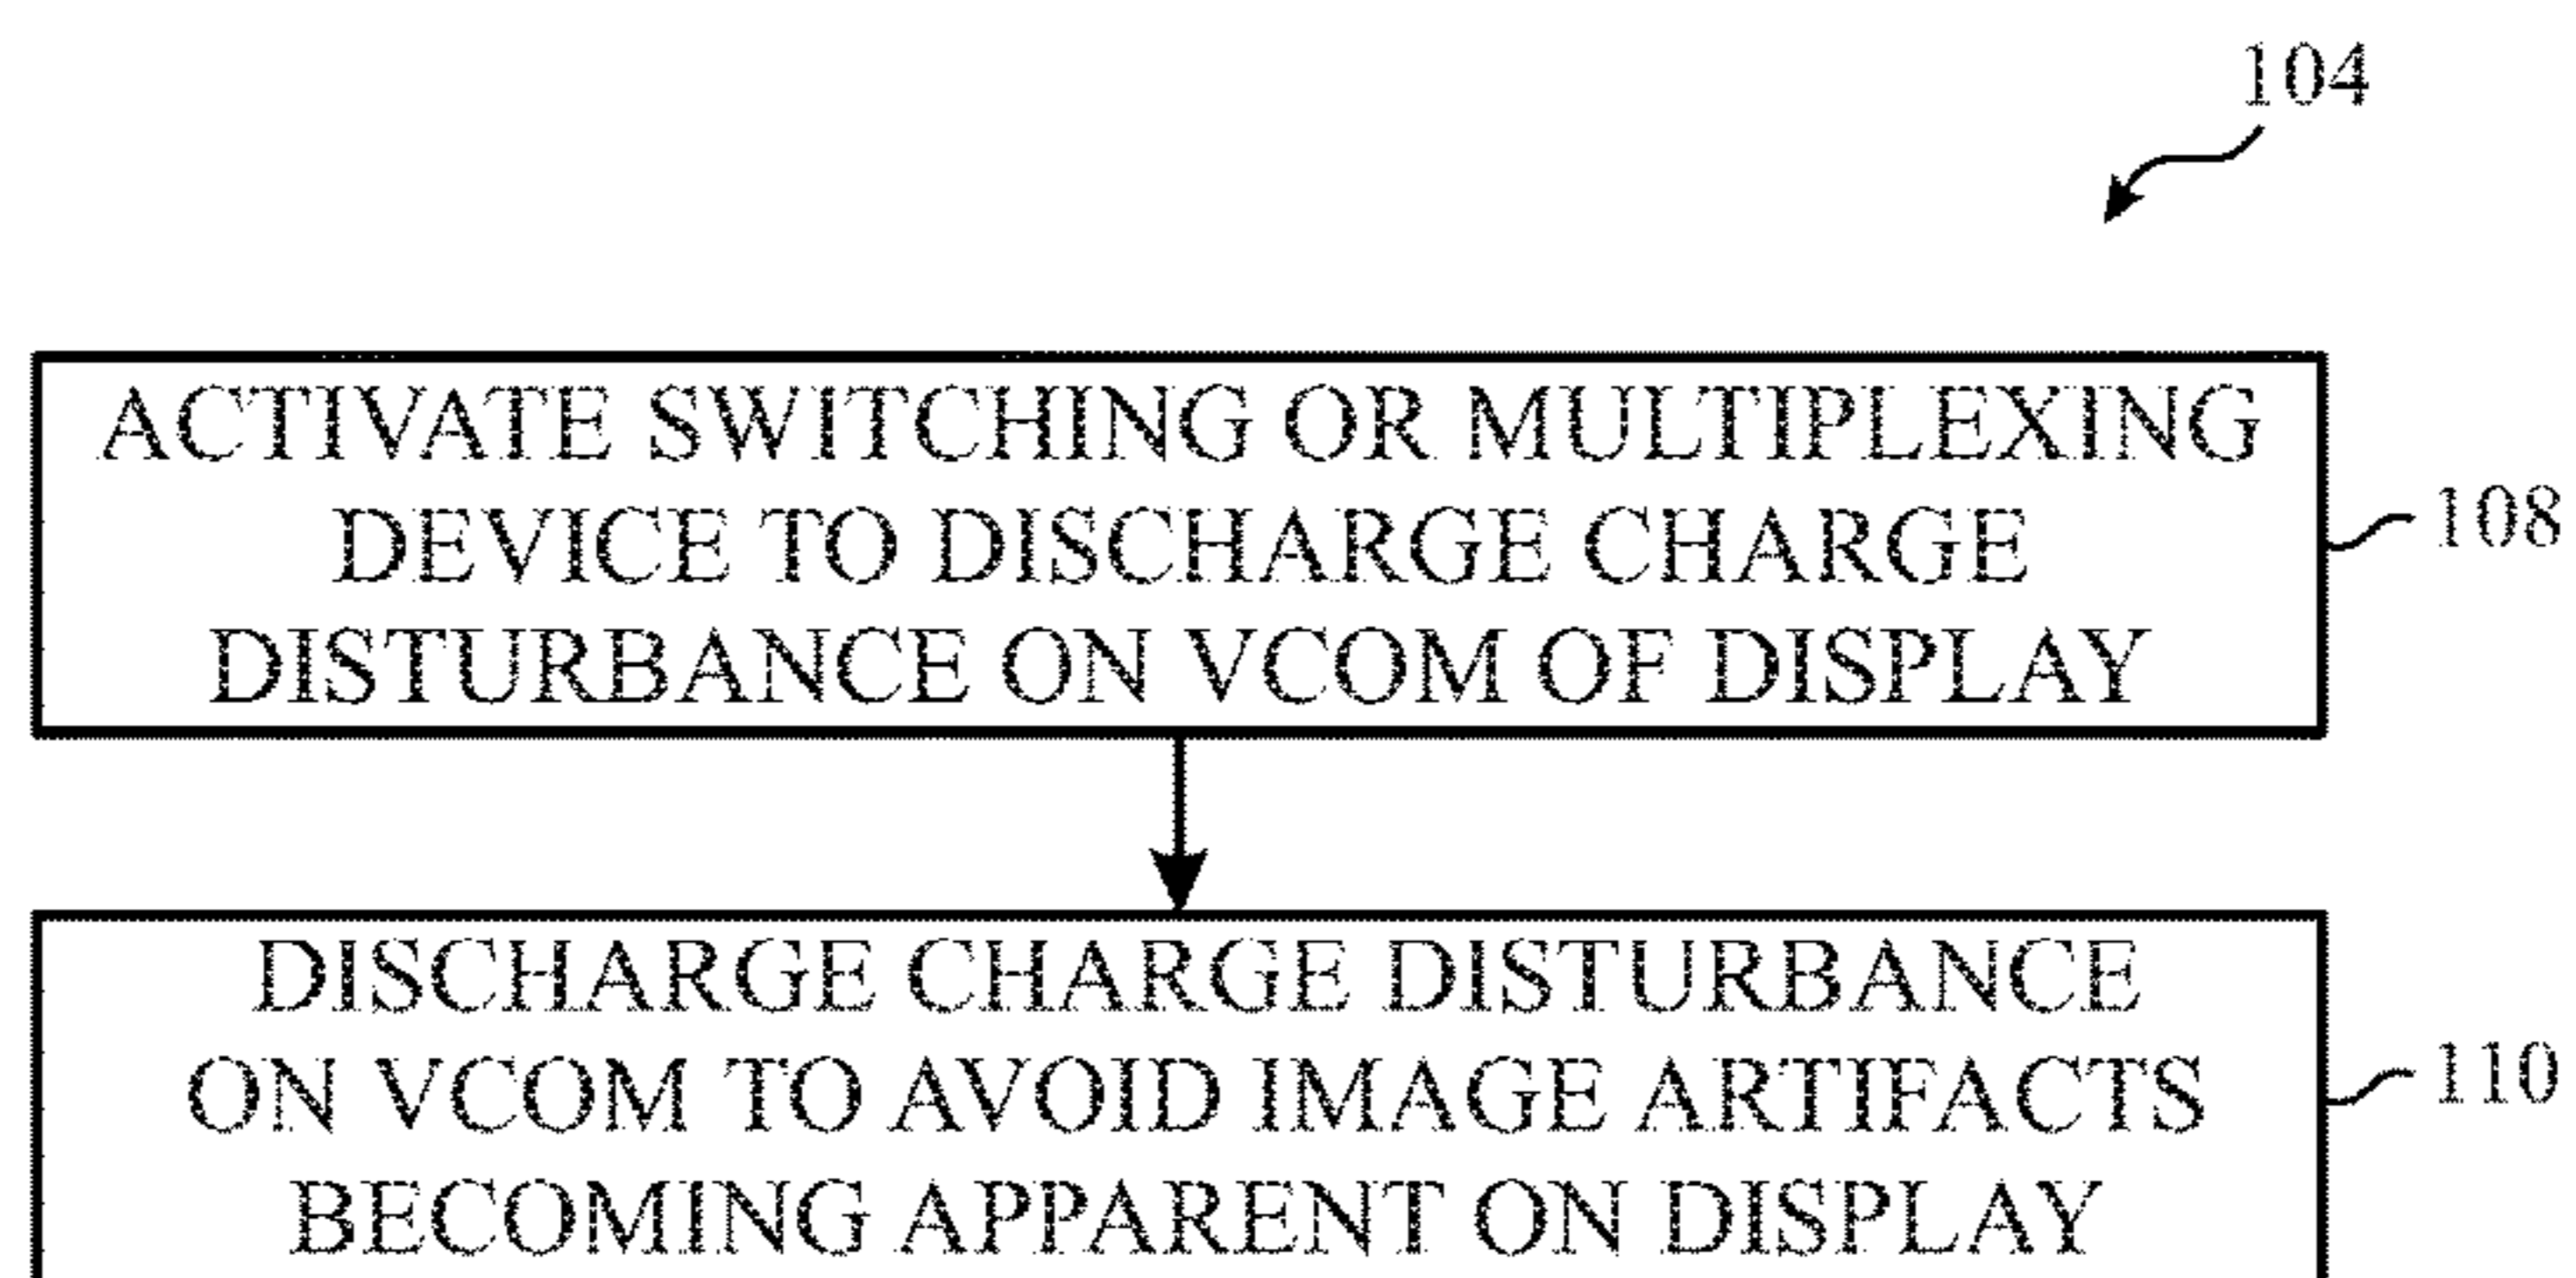 104
ACTIVATE SWITCHING OR MULTIPLEXING
DEVICE TO DISCHARGE CHARGE
DISTURBANCE ON VCOM OF DISPLAY
108
DISCHARGE CHARGE DISTURBANCE
ON VCOM TO AVOID IMAGE ARTIFACTS
BECOMING APPARENT ON DISPLAY
110